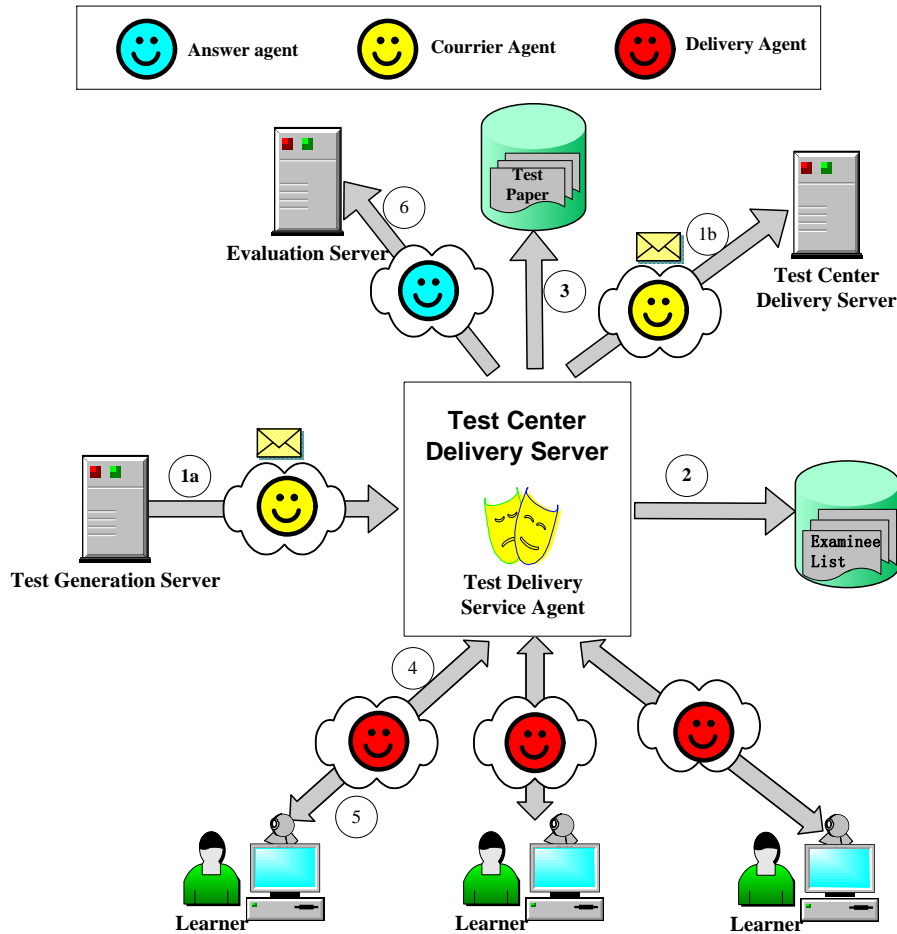 Answer agent
Courrier Agent
Delivery Agent
Test
Paper
6
1b
Evaluation Server
3
Test Center
Delivery Server
Test Center
Delivery Server
1a
2
Examinee
List
Test Generation Server
Test Delivery
Service Agent
4
5
Learner
Learner
Learner